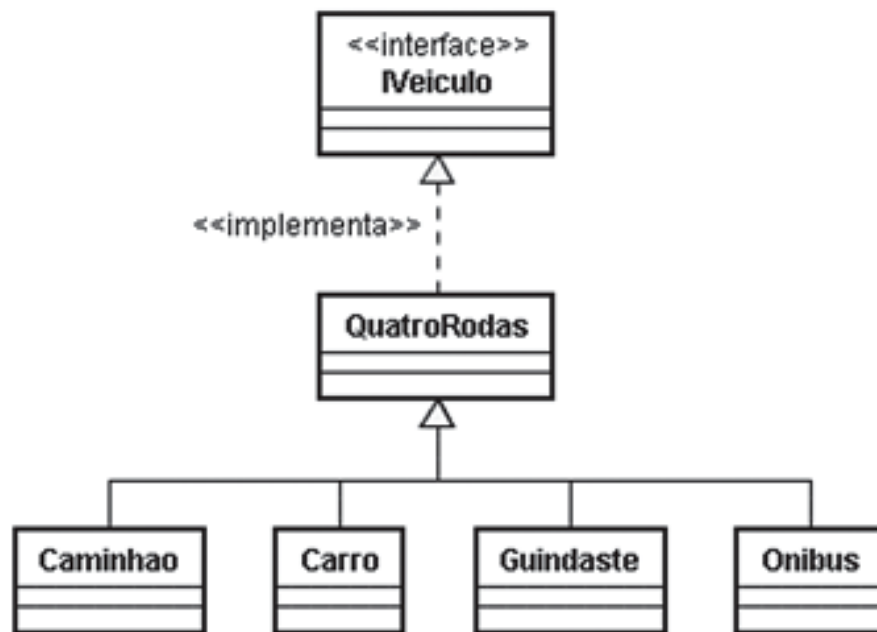 <<interface>>
IVeiculo
<<implementa>>
QuatroRodas
Caminhao
Carro
Guindaste
Onibus